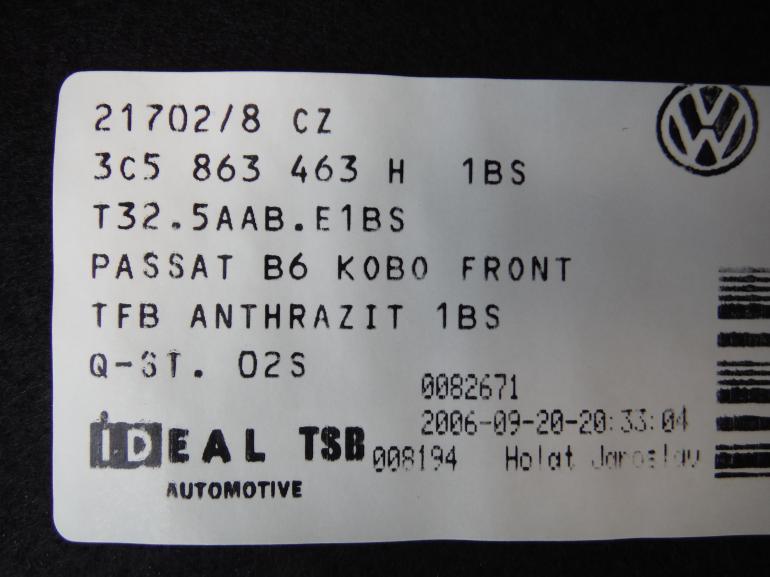 21702/8 CZ
3C5 863 463 H 1BS
T32.5AAB.E1BS
PASSAT B6 KOBO FRONT
TFB ANTHRAZIT 1BS
Q-ST. 02S
0082671
2006-09-20-20:33:04
008194 Holat Jaroslav
IDEAL TSB
AUTOMOTIVE